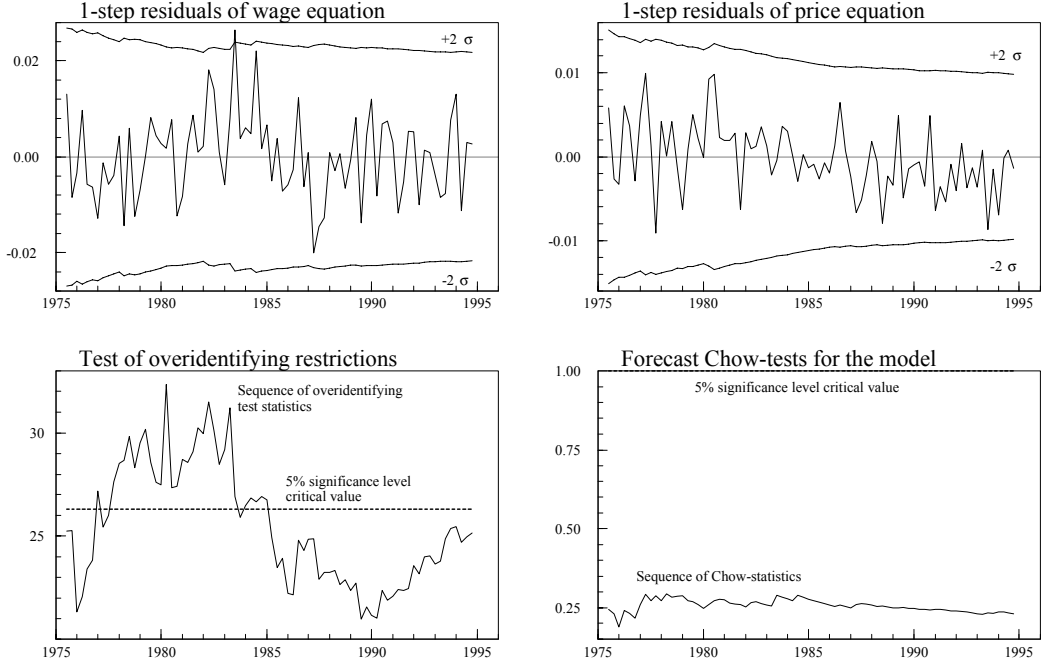 1-step residuals of wage equation
0.02
0.00
-0.02
+2 σ
-2 σ
1975 1980 1985 1990 1995
1-step residuals of price equation
0.01
0.00
-0.01
+2 σ
-2 σ
1975 1980 1985 1990 1995
Test of overidentifying restrictions
30
25
Sequence of overidentifying
test statistics
5% significance level
critical value
1975 1980 1985 1990 1995
Forecast Chow-tests for the model
1.00
0.75
0.50
0.25
5% significance level critical value
Sequence of Chow-statistics
1975 1980 1985 1990 1995